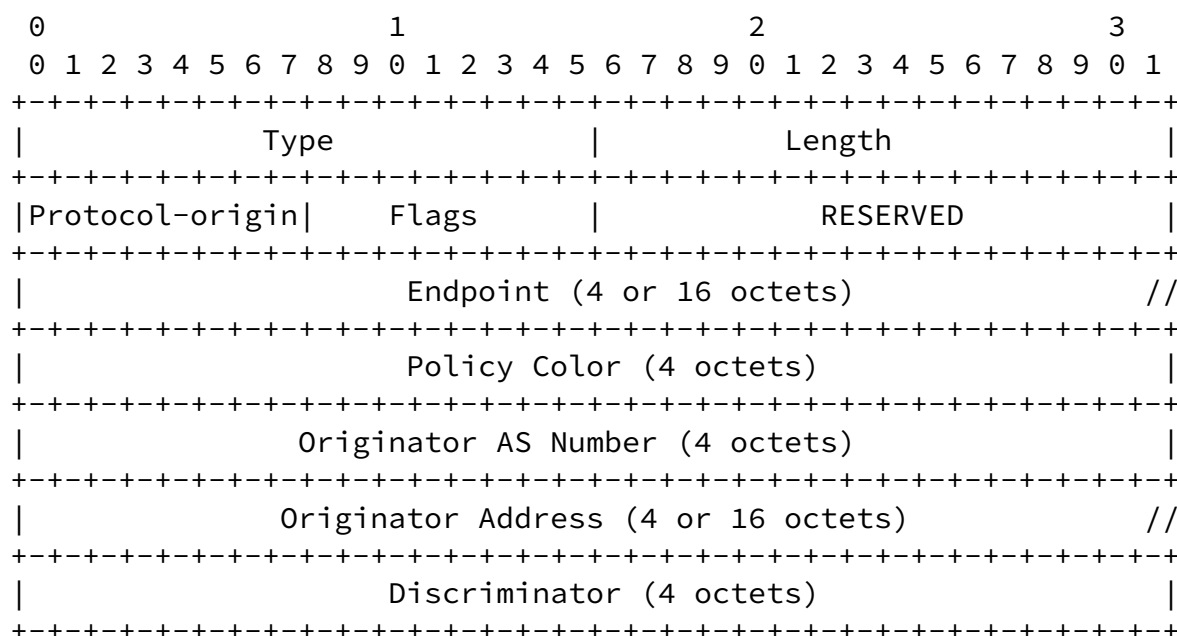 0                   1                   2                   3
 0 1 2 3 4 5 6 7 8 9 0 1 2 3 4 5 6 7 8 9 0 1 2 3 4 5 6 7 8 9 0 1
+-+-+-+-+-+-+-+-+-+-+-+-+-+-+-+-+-+-+-+-+-+-+-+-+-+-+-+-+-+-+-+-+
|             Type              |          Length               |
+-+-+-+-+-+-+-+-+-+-+-+-+-+-+-+-+-+-+-+-+-+-+-+-+-+-+-+-+-+-+-+-+
|Protocol-origin|    Flags      |            RESERVED           |
+-+-+-+-+-+-+-+-+-+-+-+-+-+-+-+-+-+-+-+-+-+-+-+-+-+-+-+-+-+-+-+-+
|                     Endpoint (4 or 16 octets)                //
+-+-+-+-+-+-+-+-+-+-+-+-+-+-+-+-+-+-+-+-+-+-+-+-+-+-+-+-+-+-+-+-+
|                     Policy Color (4 octets)                   |
+-+-+-+-+-+-+-+-+-+-+-+-+-+-+-+-+-+-+-+-+-+-+-+-+-+-+-+-+-+-+-+-+
|               Originator AS Number (4 octets)                 |
+-+-+-+-+-+-+-+-+-+-+-+-+-+-+-+-+-+-+-+-+-+-+-+-+-+-+-+-+-+-+-+-+
|              Originator Address (4 or 16 octets)             //
+-+-+-+-+-+-+-+-+-+-+-+-+-+-+-+-+-+-+-+-+-+-+-+-+-+-+-+-+-+-+-+-+
|                    Discriminator (4 octets)                   |
+-+-+-+-+-+-+-+-+-+-+-+-+-+-+-+-+-+-+-+-+-+-+-+-+-+-+-+-+-+-+-+-+